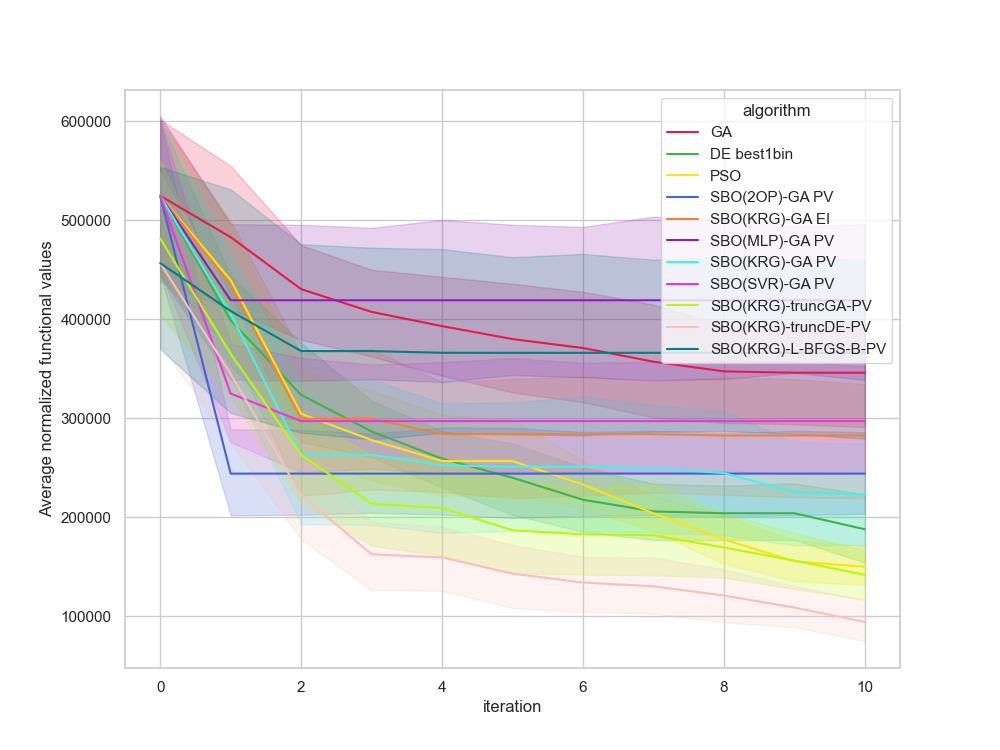 600000
500000
400000
300000
200000
100000
Average normalized functional values
0
2
4
6
8
10
iteration
algorithm
GA
DE best1bin
PSO
SBO(2OP)-GA PV
SBO(KRG)-GA EI
SBO(MLP)-GA PV
SBO(KRG)-GA PV
SBO(SVR)-GA PV
SBO(KRG)-truncGA-PV
SBO(KRG)-truncDE-PV
SBO(KRG)-L-BFGS-B-PV